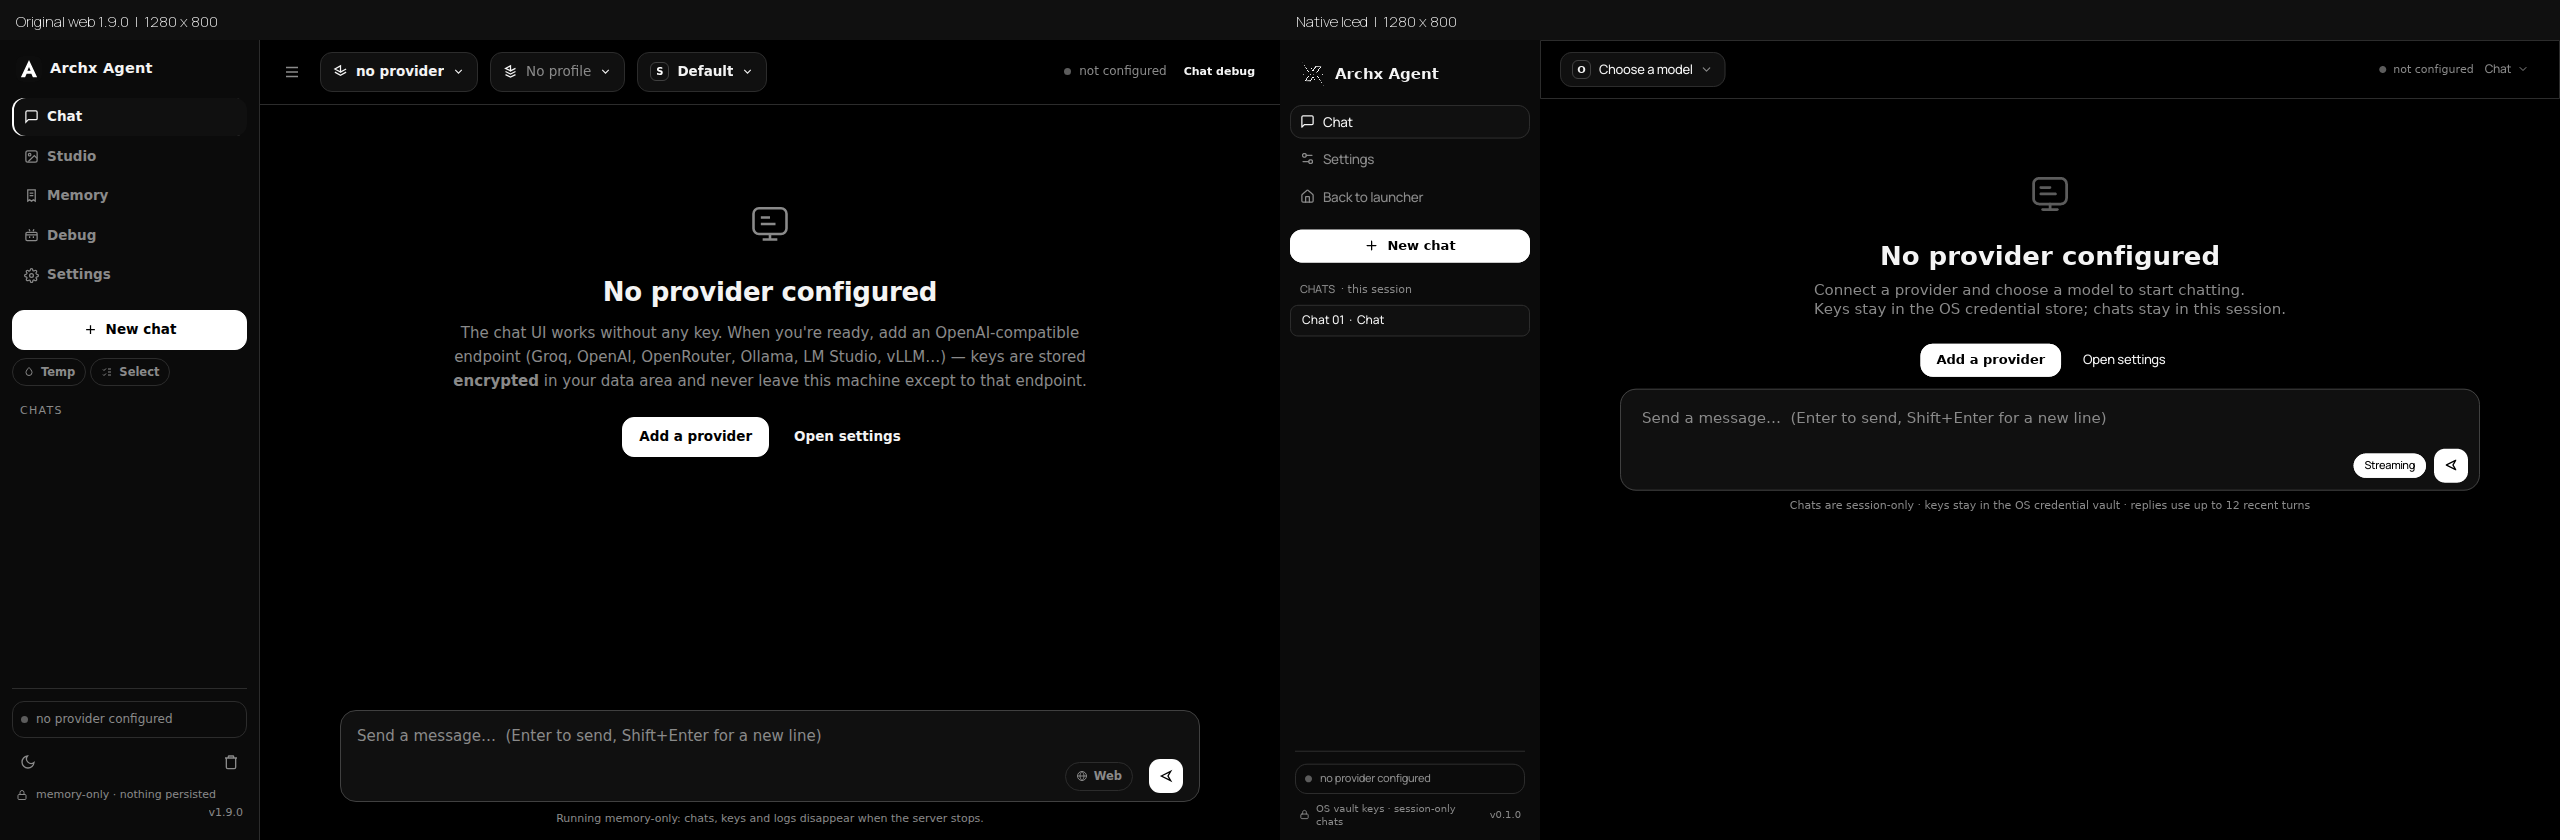 Original web 1.9.0 | 1280 x 800
Archx Agent
Chat
Studio
Memory
Debug
Settings
+ New chat
Temp
Select
CHATS
no provider configured
memory-only · nothing persisted
v1.9.0
no provider
No profile
S Default
not configured
Chat debug
No provider configured
The chat UI works without any key. When you're ready, add an OpenAI-compatible
endpoint (Groq, OpenAI, OpenRouter, Ollama, LM Studio, vLLM…) — keys are stored
encrypted in your data area and never leave this machine except to that endpoint.
Add a provider
Open settings
Send a message… (Enter to send, Shift+Enter for a new line)
Web
Running memory-only: chats, keys and logs disappear when the server stops.
Native Iced | 1280 x 800
Archx Agent
Chat
Settings
Back to launcher
+ New chat
CHATS · this session
Chat 01 · Chat
no provider configured
OS vault keys · session-only
chats
v0.1.0
O Choose a model
not configured
Chat
No provider configured
Connect a provider and choose a model to start chatting.
Keys stay in the OS credential store; chats stay in this session.
Add a provider
Open settings
Send a message… (Enter to send, Shift+Enter for a new line)
Streaming
Chats are session-only · keys stay in the OS credential vault · replies use up to 12 recent turns